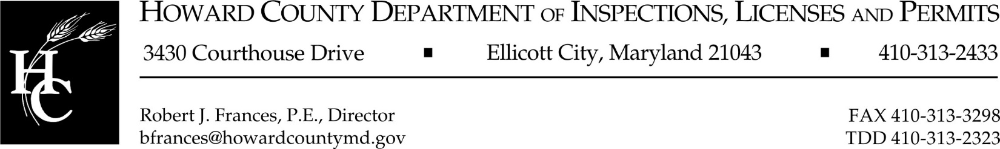 HC
HOWARD COUNTY DEPARTMENT OF INSPECTIONS, LICENSES AND PERMITS
3430 Courthouse Drive ■ Ellicott City, Maryland 21043 ■ 410-313-2433
Robert J. Frances, P.E., Director FAX 410-313-3298
bfrances@howardcountymd.gov TDD 410-313-2323